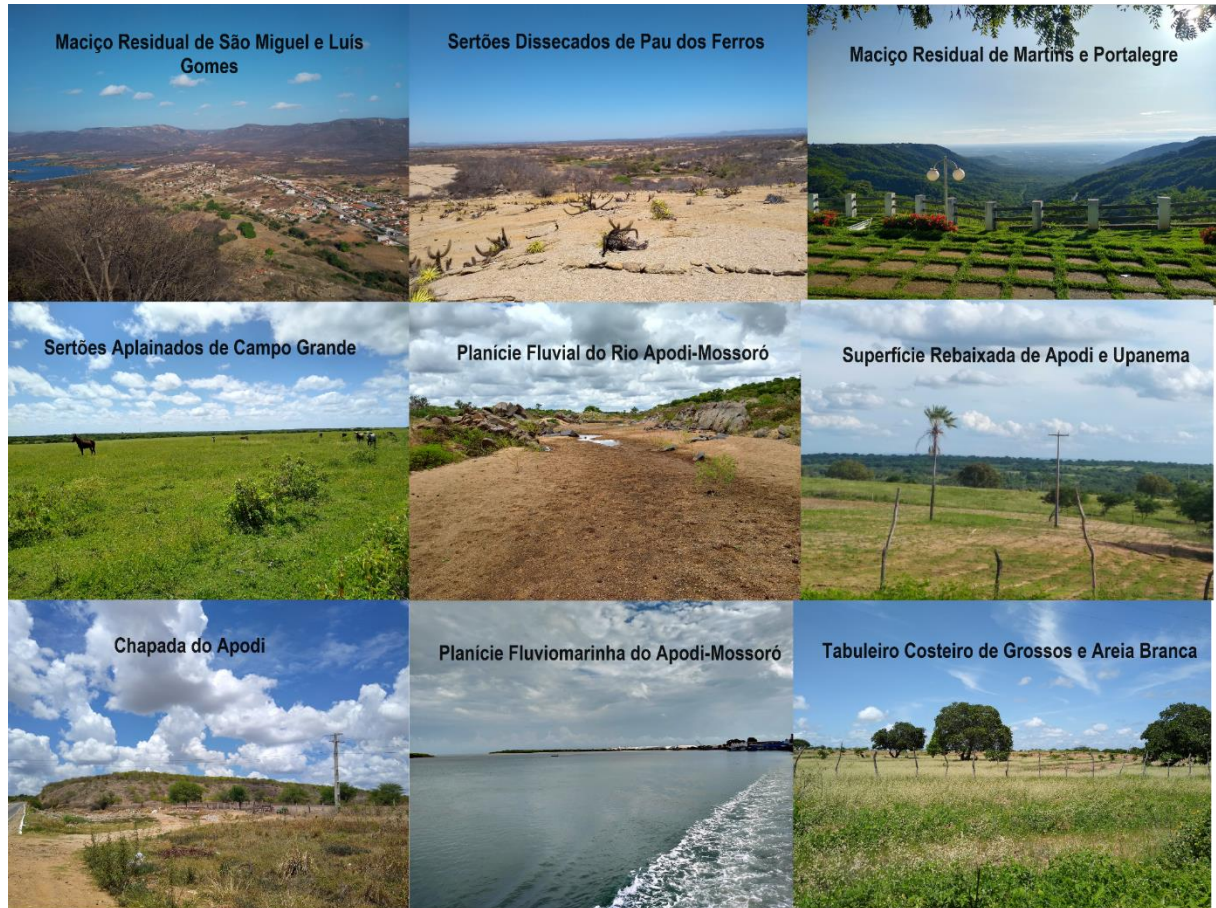 Maciço Residual de São Miguel e Luís
Gomes
Sertões Dissecados de Pau dos Ferros
Maciço Residual de Martins e Portalegre
Sertões Aplainados de Campo Grande
Planície Fluvial do Rio Apodi-Mossoró
Superfície Rebaixada de Apodi e Upanema
Chapada do Apodi
Planície Fluviomarinha do Apodi-Mossoró
Tabuleiro Costeiro de Grossos e Areia Branca